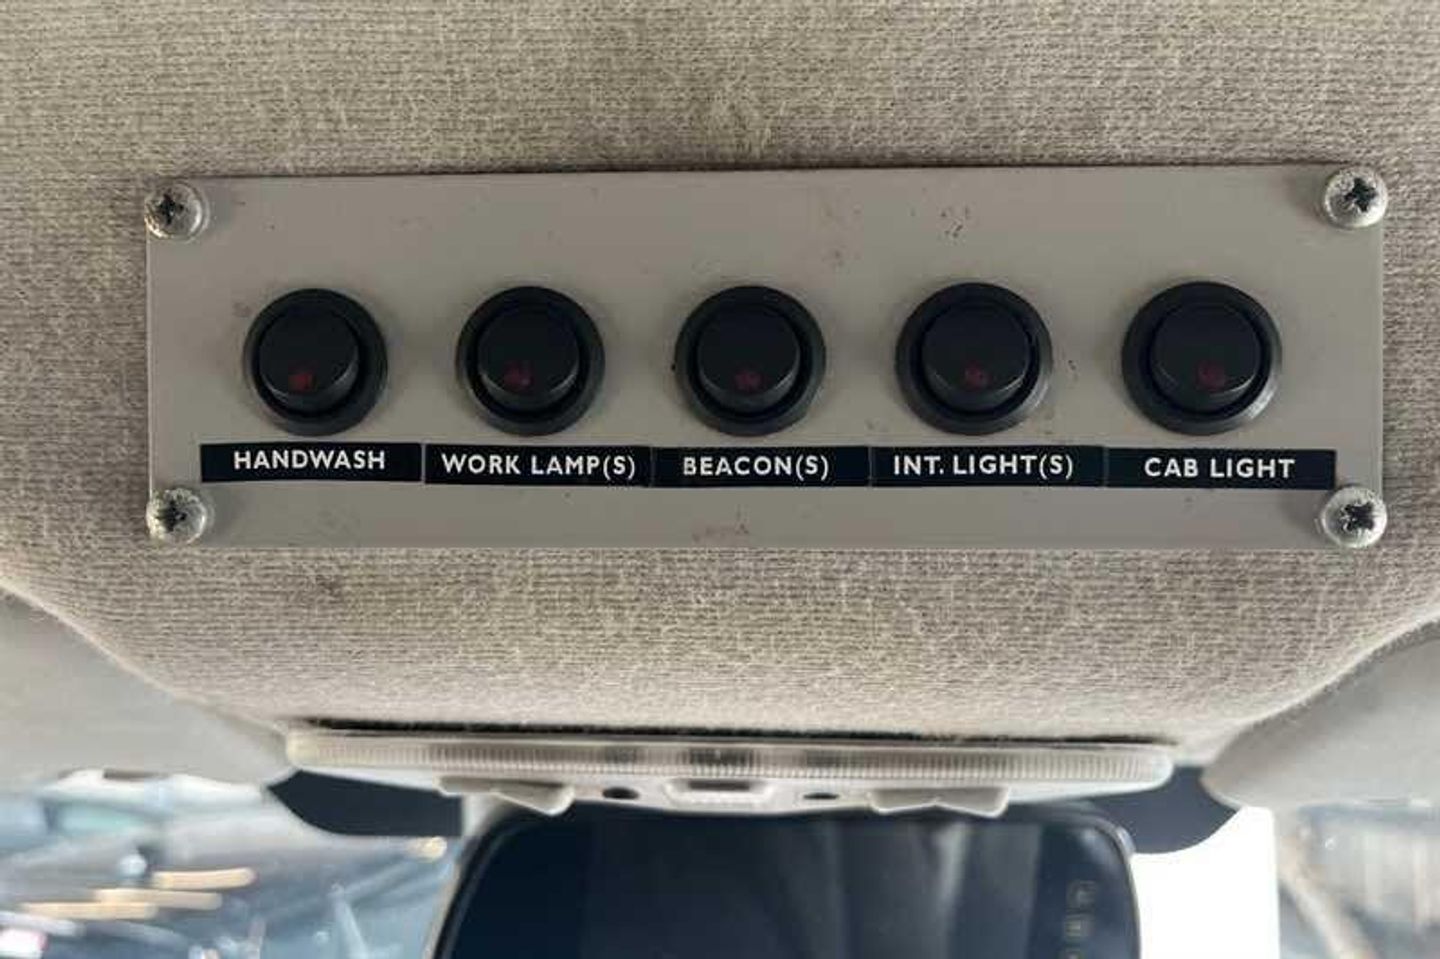 HANDWASH
WORK LAMP(S)
BEACON(S)
INT. LIGHT(S)
CAB LIGHT